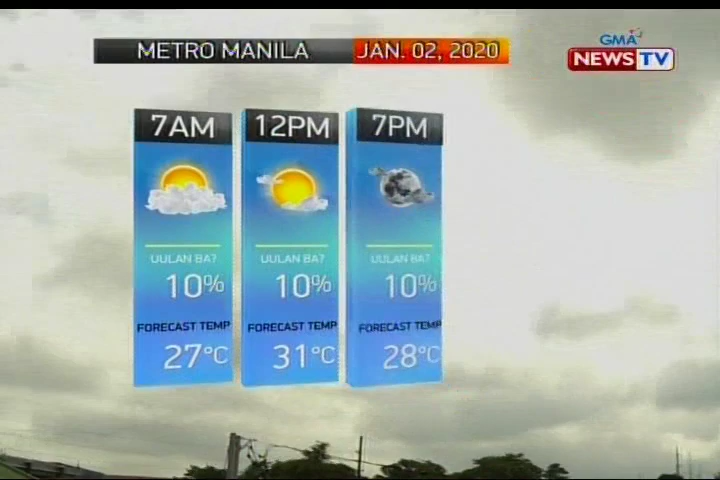 METRO MANILA JAN. 02, 2020
GMA
NEWS TV
7AM 12PM 7PM
UULAN BA? UULAN BA? UULAN BA?
10% 10% 10%
FORECAST TEMP FORECAST TEMP FORECAST TEMP
27°C 31°C 28°C